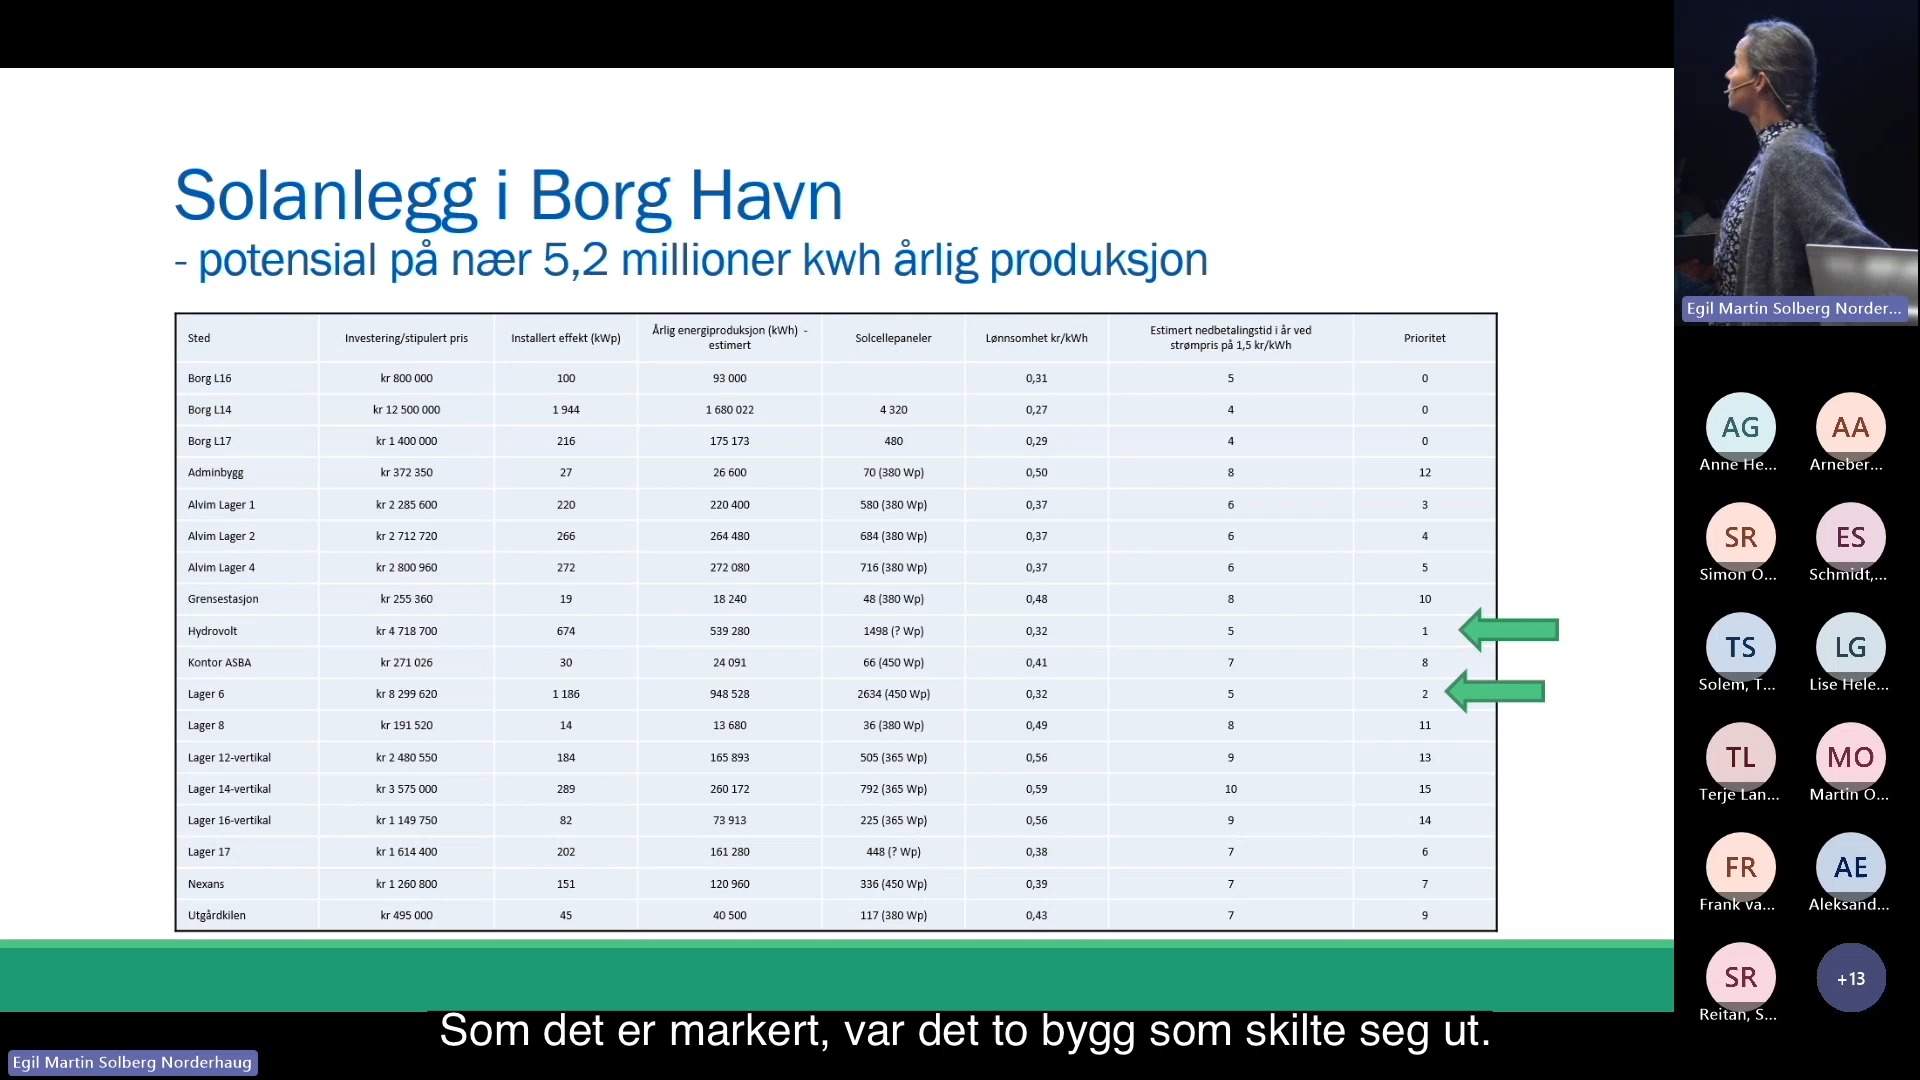 Solanlegg i Borg Havn
- potensial på nær 5,2 millioner kwh årlig produksjon
Sted Investering/stipulert pris Installert effekt (kWp) Årlig energiproduksjon (kWh) - estimert Solcellepaneler Lønnsomhet kr/kWh Estimert nedbetalingstid i år ved strømpris på 1,5 kr/kWh Prioritet
Borg L16 kr 800 000 100 93 000 0,31 5 0
Borg L14 kr 12 500 000 1 944 1 680 022 4 320 0,27 4 0
Borg L17 kr 1 400 000 216 175 173 480 0,29 4 0
Adminbygg kr 372 350 27 26 600 70 (380 Wp) 0,50 8 12
Alvim Lager 1 kr 2 285 600 220 220 400 580 (380 Wp) 0,37 6 3
Alvim Lager 2 kr 2 712 720 266 264 480 684 (380 Wp) 0,37 6 4
Alvim Lager 4 kr 2 800 960 272 272 080 716 (380 Wp) 0,37 6 5
Grensestasjon kr 255 360 19 18 240 48 (380 Wp) 0,48 8 10
Hydrovolt kr 4 718 700 674 539 280 1498 (? Wp) 0,32 5 1
Kontor ASBA kr 271 026 30 24 091 66 (450 Wp) 0,41 7 8
Lager 6 kr 8 299 620 1 186 948 528 2634 (450 Wp) 0,32 5 2
Lager 8 kr 191 520 14 13 680 36 (380 Wp) 0,49 8 11
Lager 12-vertikal kr 2 480 550 184 165 893 505 (365 Wp) 0,56 9 13
Lager 14-vertikal kr 3 575 000 289 260 172 792 (365 Wp) 0,59 10 15
Lager 16-vertikal kr 1 149 750 82 73 913 225 (365 Wp) 0,56 9 14
Lager 17 kr 1 614 400 202 161 280 448 (? Wp) 0,38 7 6
Nexans kr 1 260 800 151 120 960 336 (450 Wp) 0,39 7 7
Utgårdkilen kr 495 000 45 40 500 117 (380 Wp) 0,43 7 9
Som det er markert, var det to bygg som skilte seg ut.
Egil Martin Solberg Norderhaug
Egil Martin Solberg Norder...
AG AA
Anne He... Arneber...
SR ES
Simon O... Schmidt,...
TS LG
Solem, T... Lise Hele...
TL MO
Terje Lan... Martin O...
FR AE
Frank va... Aleksand...
SR +13
Reitan, S...